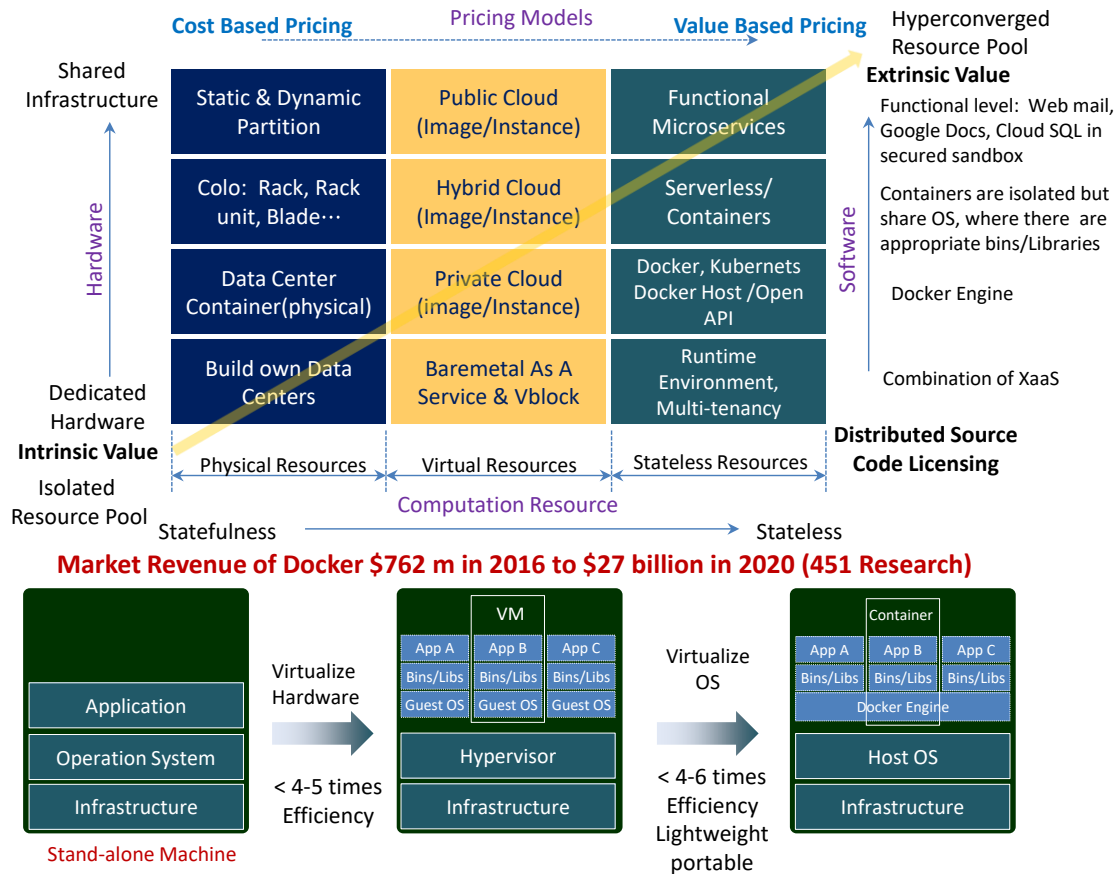 Pricing Models
Cost Based Pricing
Value Based Pricing
Hyperconverged
Resource Pool
Extrinsic Value
Shared
Infrastructure
Hardware
Dedicated
Hardware
Intrinsic Value
Isolated
Resource Pool
Static & Dynamic
Partition
Public Cloud
(Image/Instance)
Functional
Microservices
Colo: Rack, Rack
unit, Blade⋯
Hybrid Cloud
(Image/Instance)
Serverless/
Containers
Data Center
Container(physical)
Private Cloud
(image/Instance)
Docker, Kubernets
Docker Host /Open
API
Build own Data
Centers
Baremetal As A
Service & Vblock
Runtime
Environment,
Multi-tenancy
Software
Functional level: Web mail,
Google Docs, Cloud SQL in
secured sandbox
Containers are isolated but
share OS, where there are
appropriate bins/Libraries
Docker Engine
Combination of XaaS
Distributed Source
Code Licensing
Physical Resources
Virtual Resources
Stateless Resources
Computation Resource
Statefulness
Stateless
Market Revenue of Docker $762 m in 2016 to $27 billion in 2020 (451 Research)
Application
Operation System
Infrastructure
Stand-alone Machine
Virtualize
Hardware
< 4-5 times
Efficiency
VM
App A
App B
App C
Bins/Libs
Bins/Libs
Bins/Libs
Guest OS
Guest OS
Guest OS
Hypervisor
Infrastructure
Virtualize
OS
< 4-6 times
Efficiency
Lightweight
portable
Container
App A
App B
App C
Bins/Libs
Bins/Libs
Bins/Libs
Docker Engine
Host OS
Infrastructure